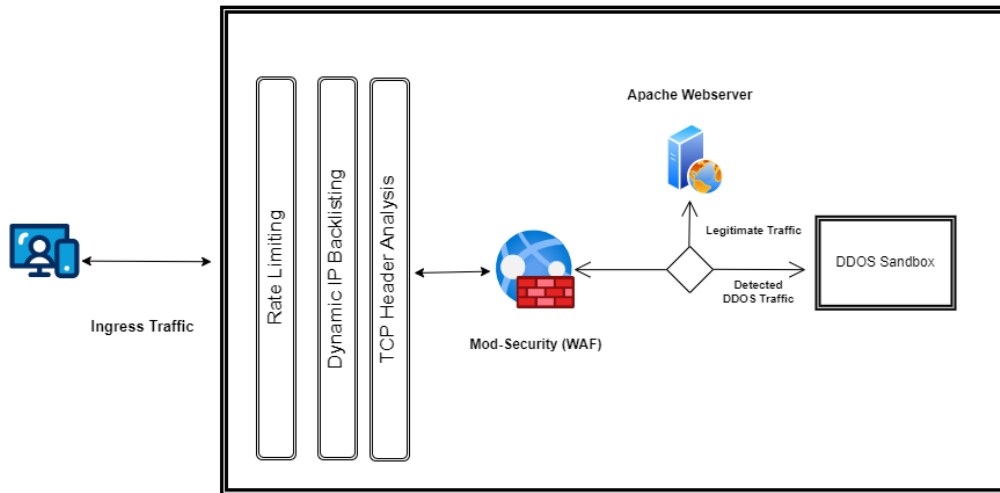 Ingress Traffic
Rate Limiting
Dynamic IP Backlisting
TCP Header Analysis
Mod-Security (WAF)
Apache Webserver
Legitimate Traffic
Detected
DDOS Traffic
DDOS Sandbox